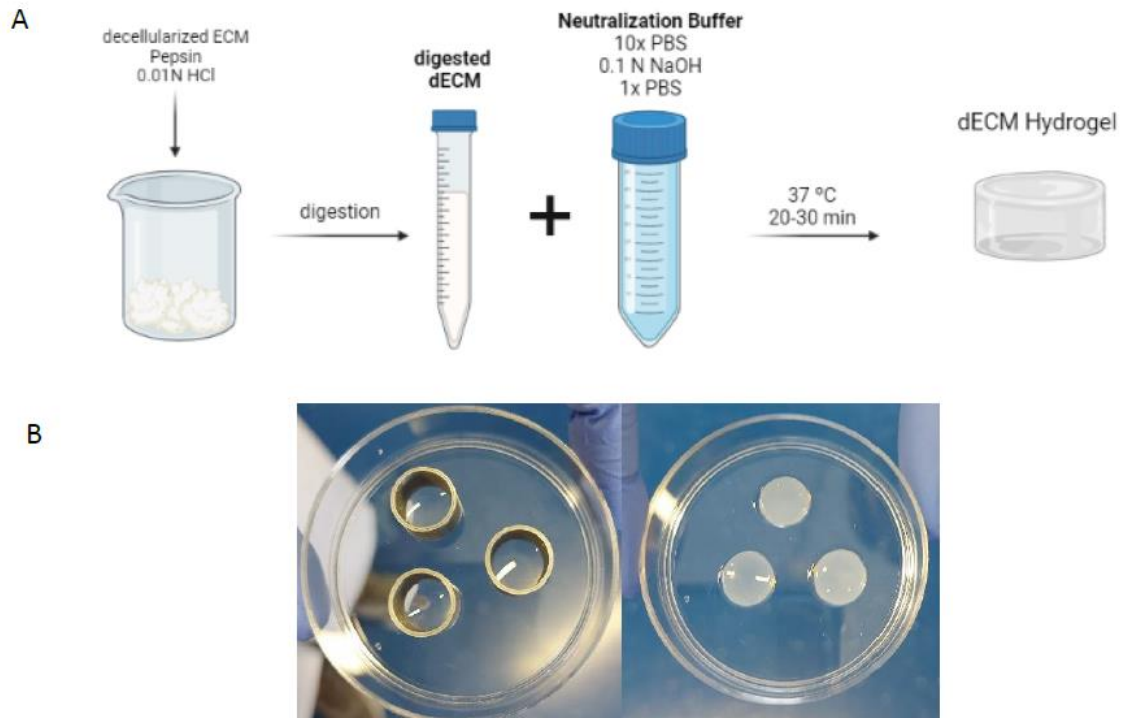 A
decellularized ECM
Pepsin
0.01N HCl
digestion
digested
dECM
+
Neutralization Buffer
10x PBS
0.1 N NaOH
1x PBS
37 ºC
20-30 min
dECM Hydrogel
B